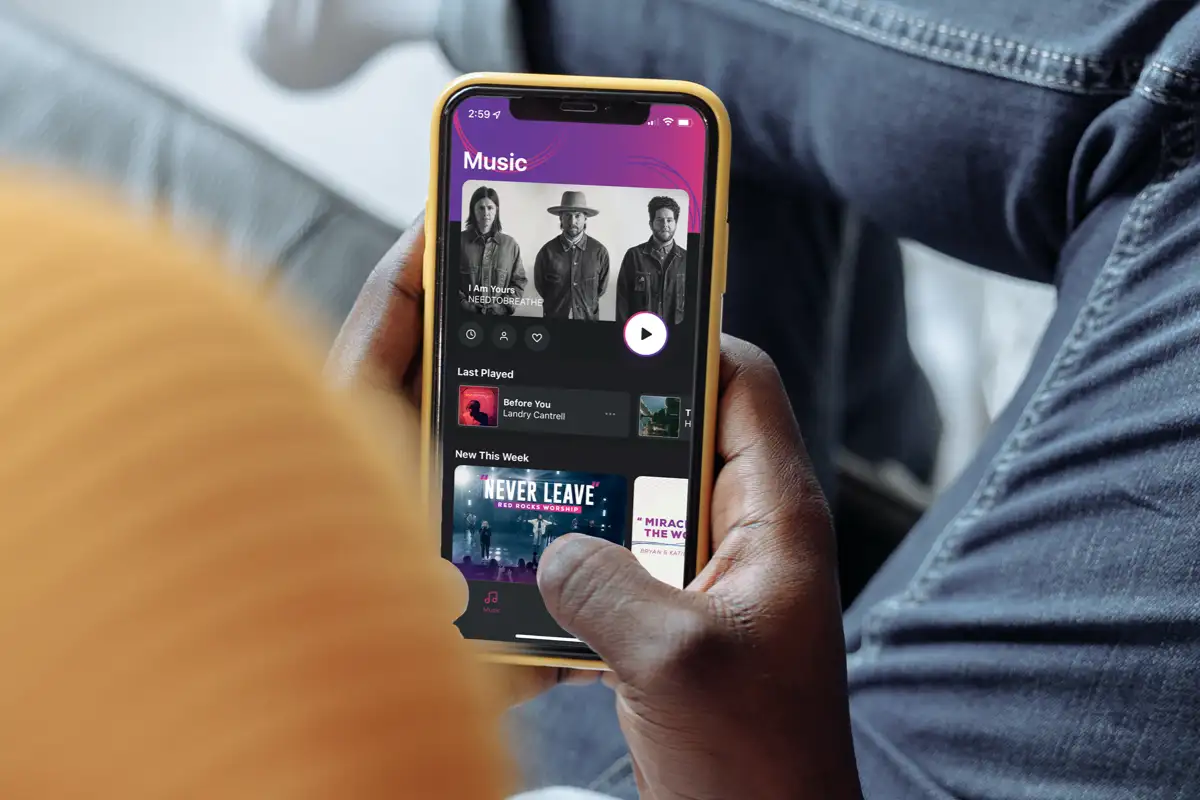 2:59
Music
I Am Yours
NEEDTOBREATHE
Last Played
Before You
Landry Cantrell
T
H
New This Week
"NEVER LEAVE"
RED ROCKS WORSHIP
"MIRAC
THE WO
BRYAN & KATI
Music